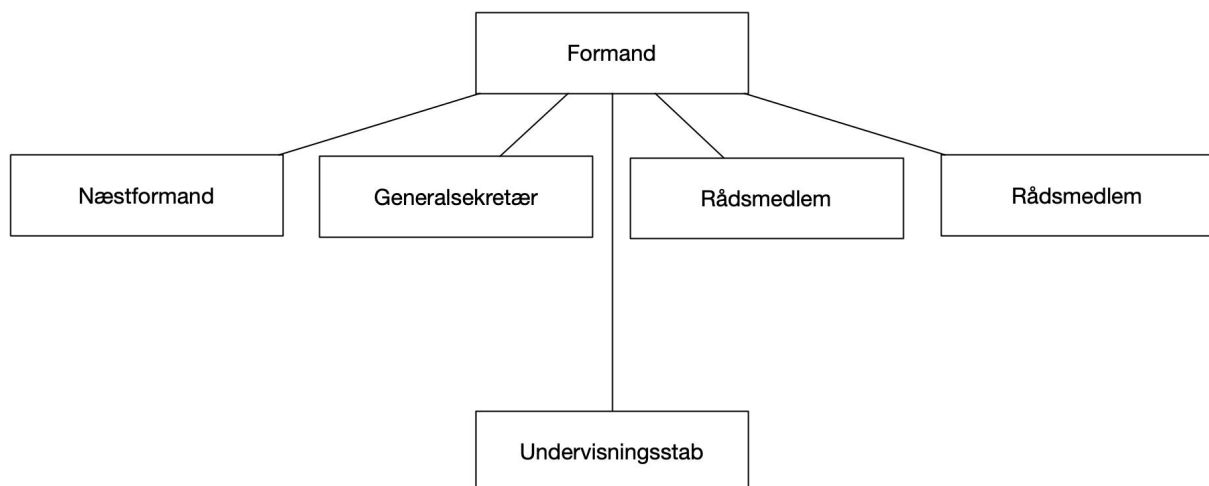 Formand
Næstformand
Generalsekretær
Rådsmedlem
Rådsmedlem
Undervisningsstab